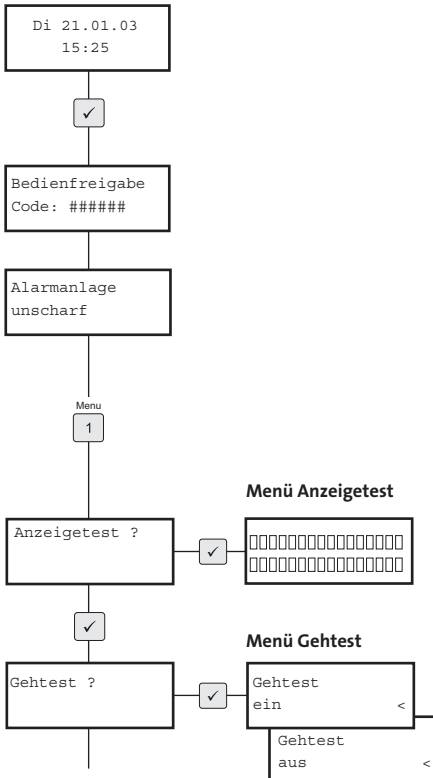 Di 21.01.03
15:25
✓
Bedienfreigabe
Code: ######
Alarmanlage
unscharf
Menu
1
Menü Anzeigetest
Anzeigetest ?
✓
▯▯▯▯▯▯▯▯▯▯▯▯▯▯▯▯
▯▯▯▯▯▯▯▯▯▯▯▯▯▯▯▯
✓
Menü Gehtest
Gehtest ?
✓
Gehtest
ein <
Gehtest
aus <